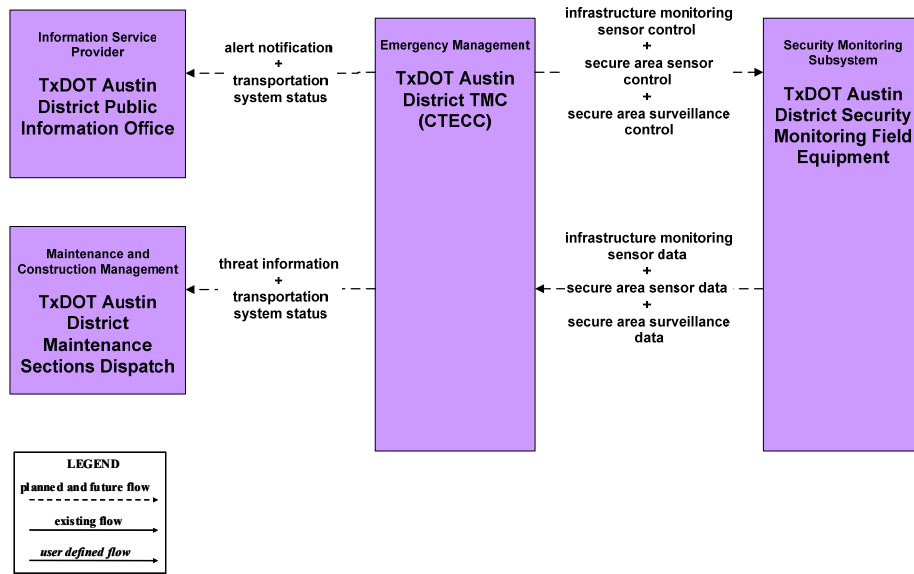 Information Service
Provider
TxDOT Austin
District Public
Information Office
alert notification
+
transportation
system status
Emergency Management
TxDOT Austin
District TMC
(CTECC)
infrastructure monitoring
sensor control
+
secure area sensor
control
+
secure area surveillance
control
Security Monitoring
Subsystem
TxDOT Austin
District Security
Monitoring Field
Equipment
Maintenance and
Construction Management
TxDOT Austin
District
Maintenance
Sections Dispatch
threat information
+
transportation
system status
infrastructure monitoring
sensor data
+
secure area sensor data
+
secure area surveillance
data
LEGEND
planned and future flow
existing flow
user defined flow